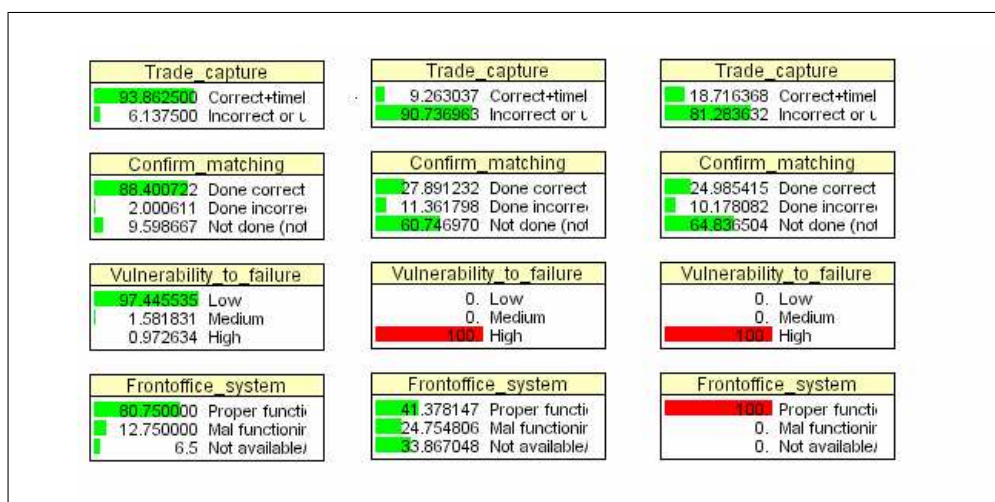 Trade_capture
93.862500 Correct+timel
6.137500 Incorrect or u
Confirm_matching
88.400722 Done correct
2.000611 Done incorre
9.598667 Not done (not
Vulnerability_to_failure
97.445535 Low
1.581831 Medium
0.972634 High
Frontoffice_system
80.750000 Proper functi
12.750000 Mal functionin
6.5 Not available/
Trade_capture
9.263037 Correct+timel
90.736963 Incorrect or u
Confirm_matching
27.891232 Done correct
11.361798 Done incorre
60.746970 Not done (not
Vulnerability_to_failure
0. Low
0. Medium
100. High
Frontoffice_system
41.378147 Proper functi
24.754806 Mal functionin
33.867048 Not available/
Trade_capture
18.716368 Correct+timel
81.283632 Incorrect or u
Confirm_matching
24.985415 Done correct
10.178082 Done incorre
64.836504 Not done (not
Vulnerability_to_failure
0. Low
0. Medium
100. High
Frontoffice_system
100. Proper functi
0. Mal functionin
0. Not available/